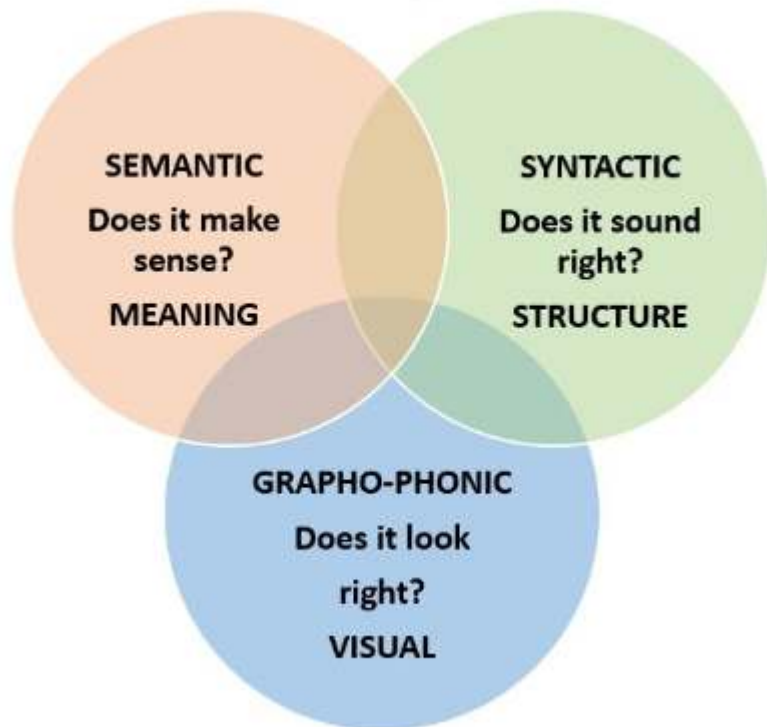 SEMANTIC
Does it make
sense?
MEANING
SYNTACTIC
Does it sound
right?
STRUCTURE
GRAPHO-PHONIC
Does it look
right?
VISUAL